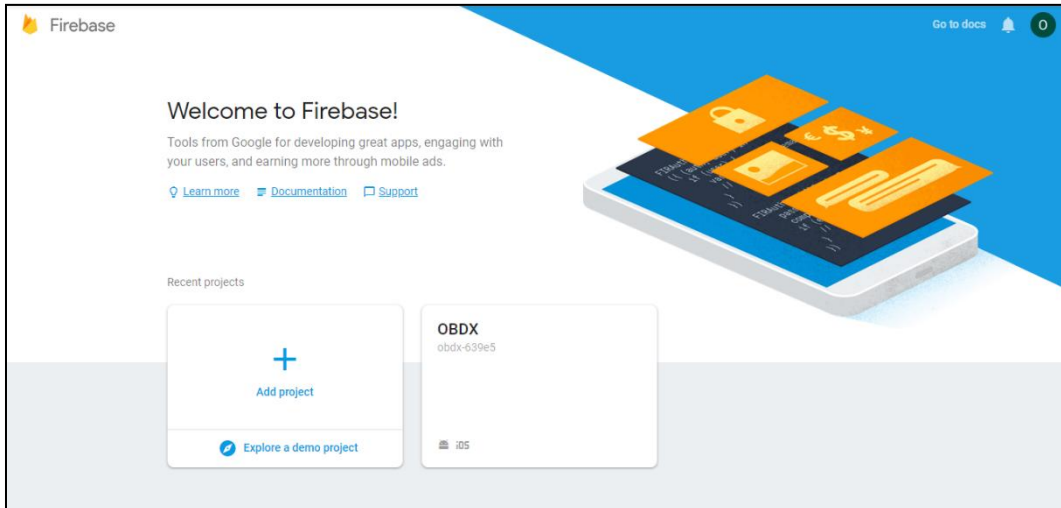 Firebase
Go to docs
O
Welcome to Firebase!
Tools from Google for developing great apps, engaging with
your users, and earning more through mobile ads.
Learn more Documentation Support
Recent projects
Add project
Explore a demo project
OBDX
obdx-639e5
iOS